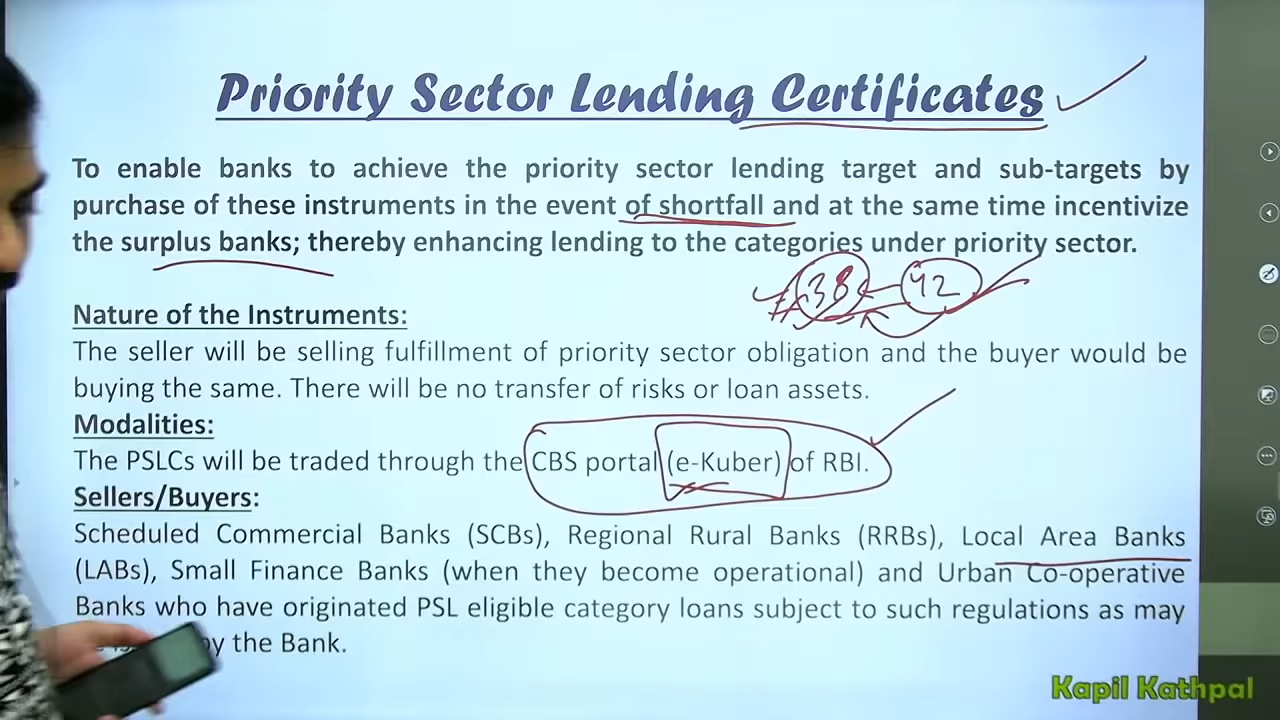 Priority Sector Lending Certificates
To enable banks to achieve the priority sector lending target and sub-targets by
purchase of these instruments in the event of shortfall and at the same time incentivize
the surplus banks; thereby enhancing lending to the categories under priority sector.
38 42
Nature of the Instruments:
The seller will be selling fulfillment of priority sector obligation and the buyer would be
buying the same. There will be no transfer of risks or loan assets.
Modalities:
The PSLCs will be traded through the CBS portal (e-Kuber) of RBI.
Sellers/Buyers:
Scheduled Commercial Banks (SCBs), Regional Rural Banks (RRBs), Local Area Banks
(LABs), Small Finance Banks (when they become operational) and Urban Co-operative
Banks who have originated PSL eligible category loans subject to such regulations as may
by the Bank.
Kapil Kathpal